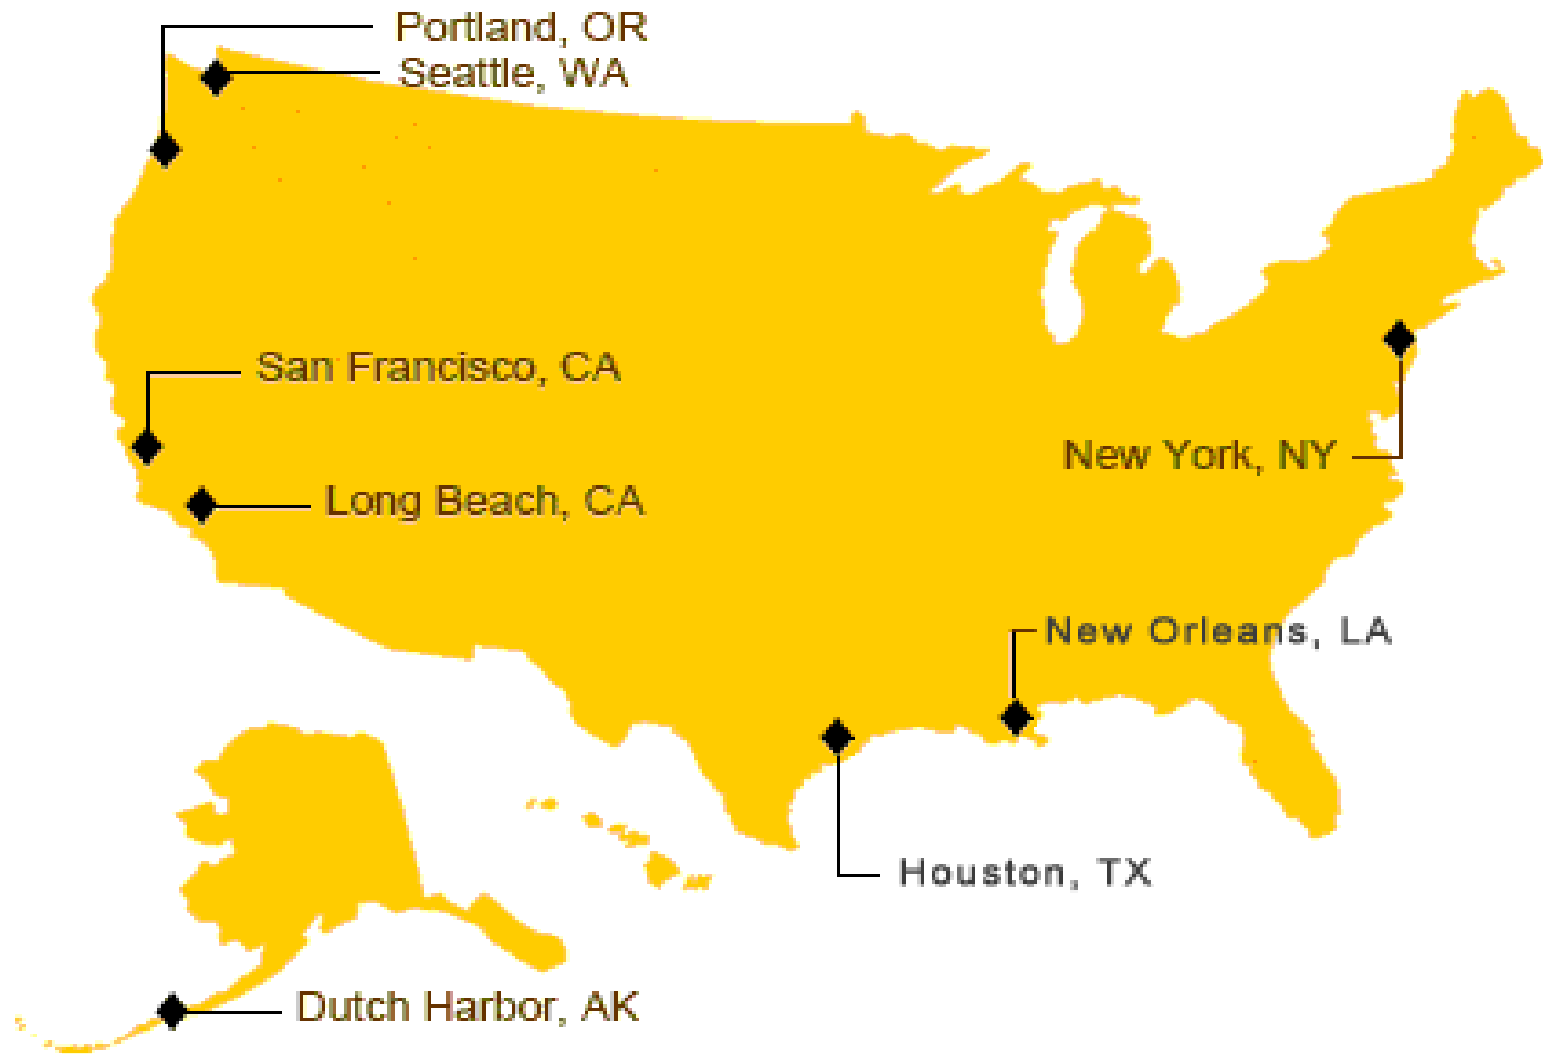 Portland, OR
Seattle, WA
San Francisco, CA
New York, NY
Long Beach, CA
New Orleans, LA
Houston, TX
Dutch Harbor, AK